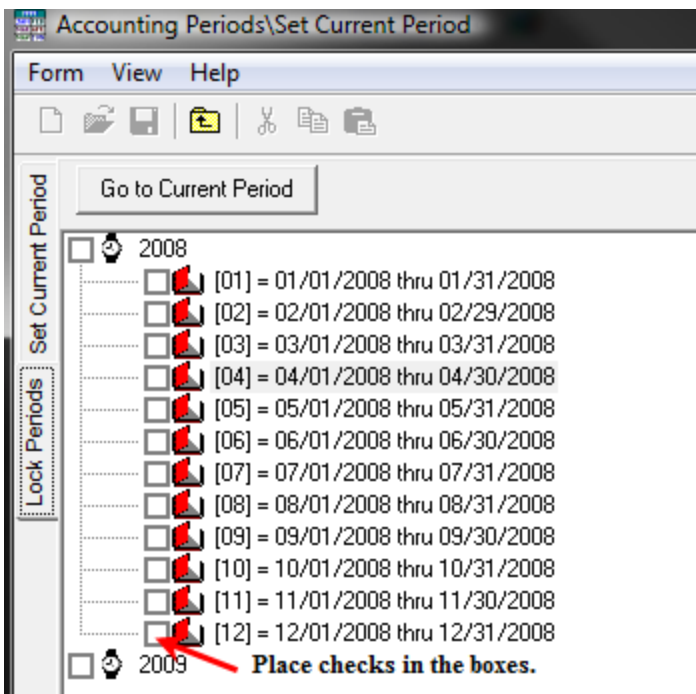 Accounting Periods\Set Current Period
Form View Help
Go to Current Period
Set Current Period
Lock Periods
2008
[01] = 01/01/2008 thru 01/31/2008
[02] = 02/01/2008 thru 02/29/2008
[03] = 03/01/2008 thru 03/31/2008
[04] = 04/01/2008 thru 04/30/2008
[05] = 05/01/2008 thru 05/31/2008
[06] = 06/01/2008 thru 06/30/2008
[07] = 07/01/2008 thru 07/31/2008
[08] = 08/01/2008 thru 08/31/2008
[09] = 09/01/2008 thru 09/30/2008
[10] = 10/01/2008 thru 10/31/2008
[11] = 11/01/2008 thru 11/30/2008
[12] = 12/01/2008 thru 12/31/2008
2009 Place checks in the boxes.